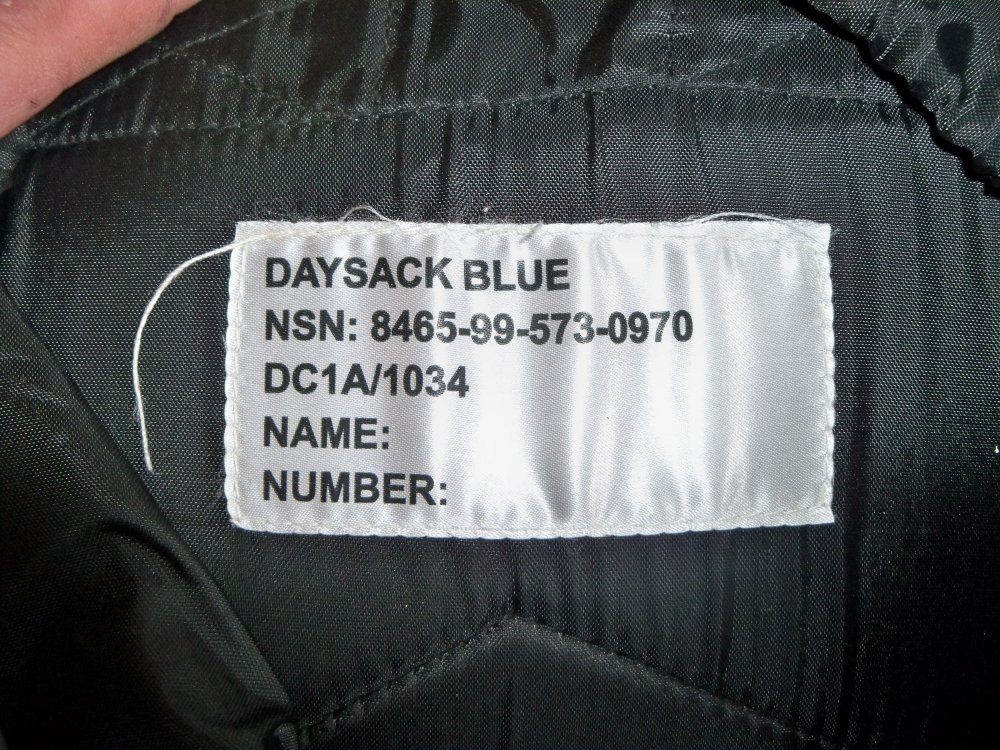 DAYSACK BLUE
NSN: 8465-99-573-0970
DC1A/1034
NAME:
NUMBER: